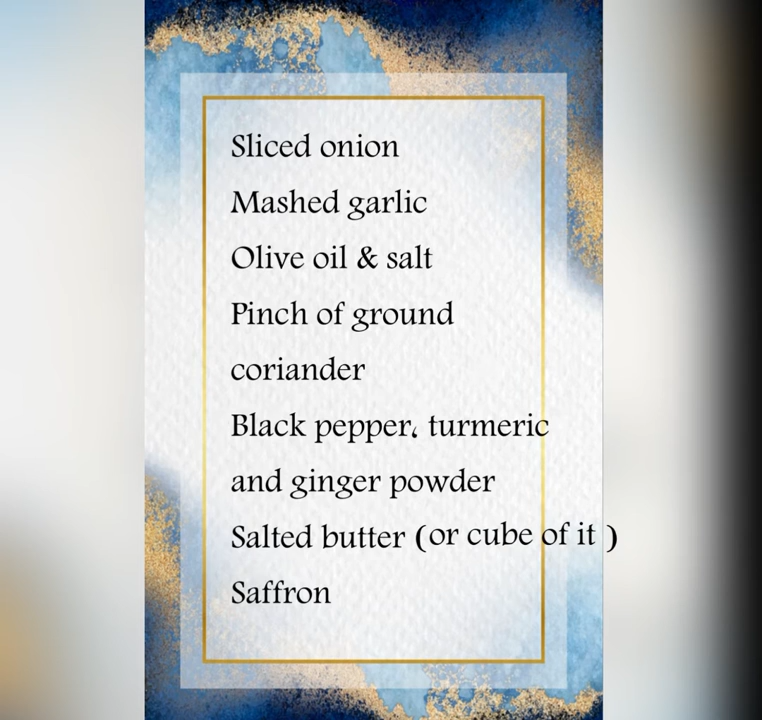 Sliced onion
Mashed garlic
Olive oil & salt
Pinch of ground
coriander
Black pepper، turmeric
and ginger powder
Salted butter (or cube of it )
Saffron